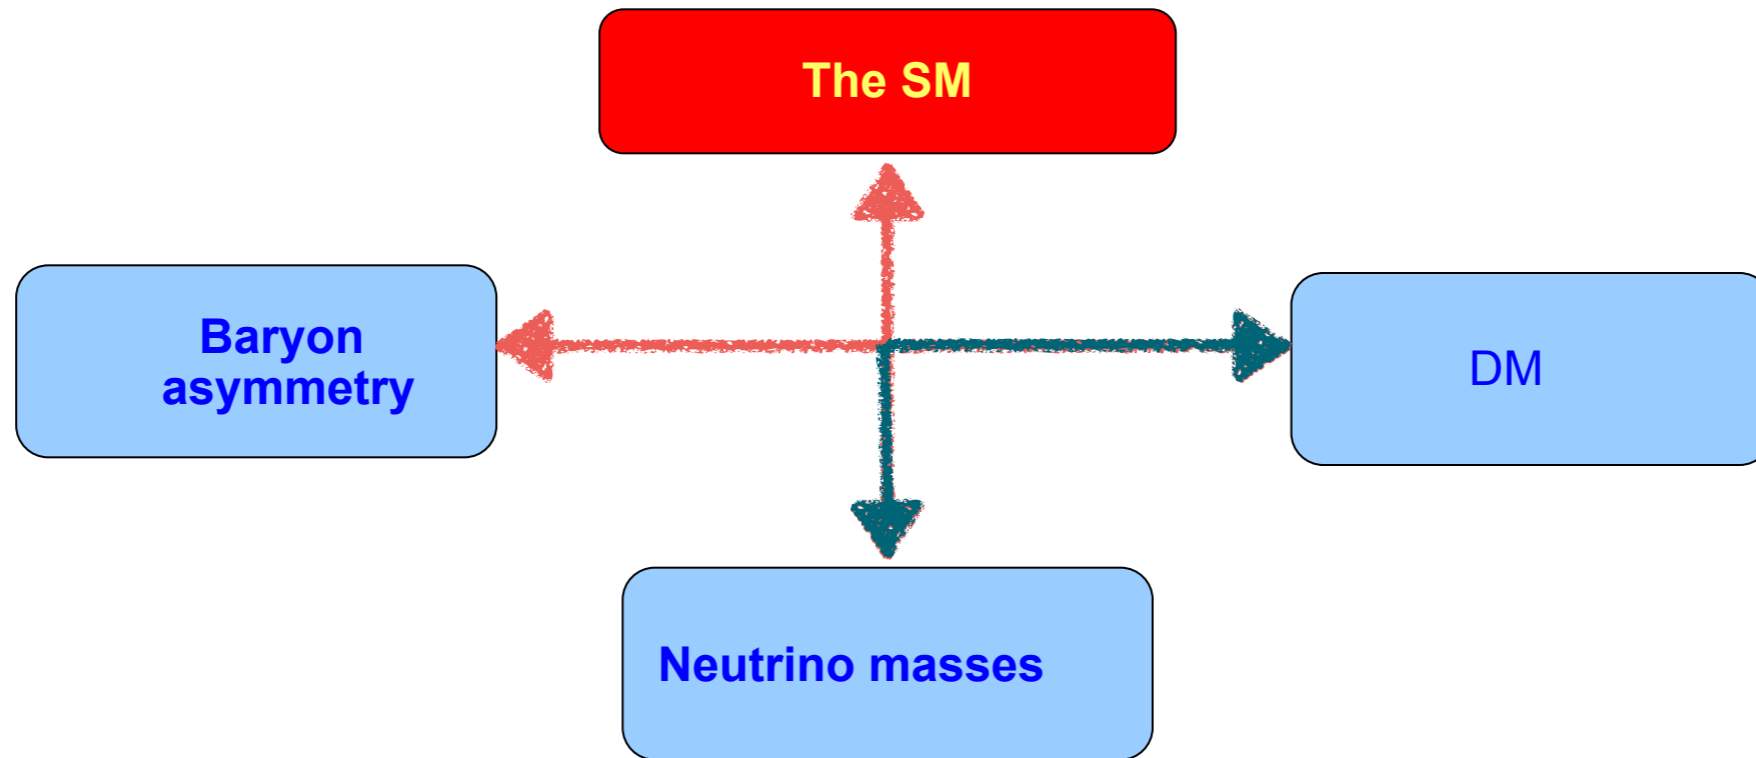 The SM
Baryon
asymmetry
DM
Neutrino masses